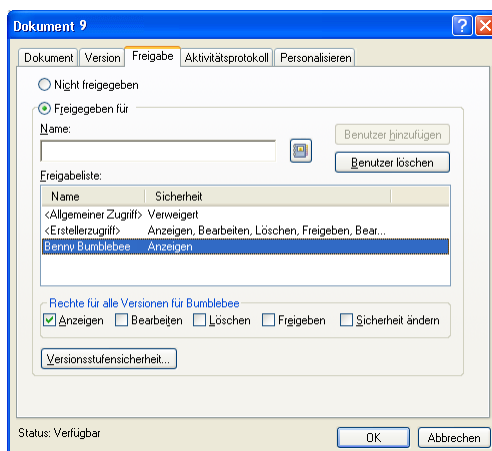 Dokument 9
Dokument Version Freigabe Aktivitätsprotokoll Personalisieren
Nicht freigegeben
Freigegeben für
Name:
Benutzer hinzufügen
Benutzer löschen
Freigabeliste:
Name Sicherheit
<Allgemeiner Zugriff> Verweigert
<Erstellerzugriff> Anzeigen, Bearbeiten, Löschen, Freigeben, Bear...
Benny Bumblebee Anzeigen
Rechte für alle Versionen für Bumblebee
Anzeigen Bearbeiten Löschen Freigeben Sicherheit ändern
Versionsstufensicherheit...
Status: Verfügbar
OK Abbrechen